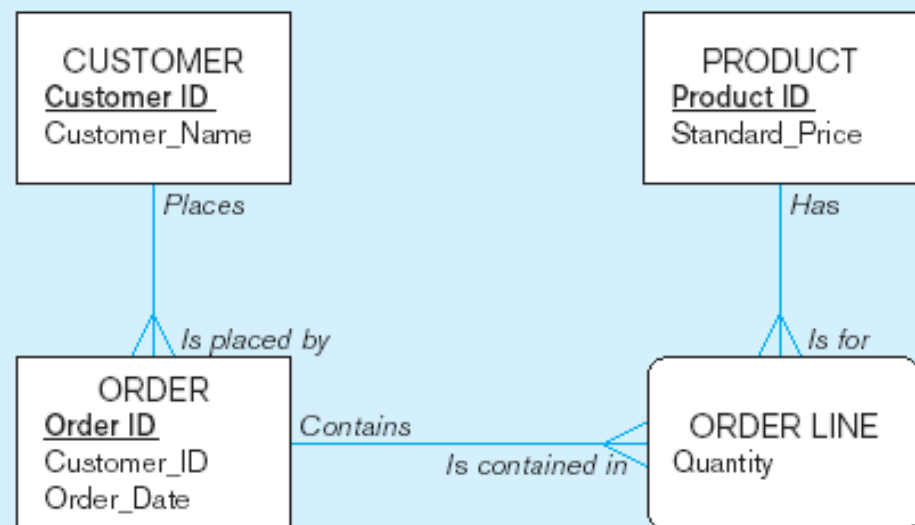 CUSTOMER
Customer ID
Customer_Name
PRODUCT
Product ID
Standard_Price
Places
Has
Is placed by
Is for
ORDER
Order ID
Customer_ID
Order_Date
Contains
Is contained in
ORDER LINE
Quantity